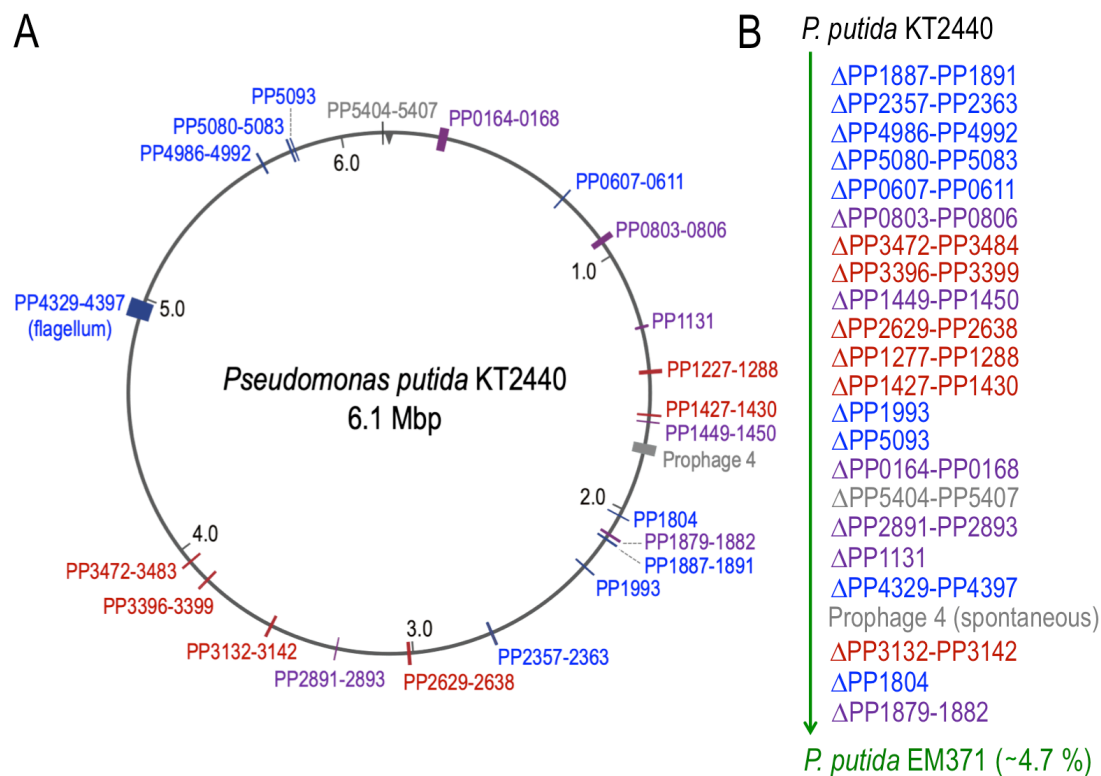 A
PP5093
PP5404-5407
PP0164-0168
PP5080-5083
PP4986-4992
6.0
PP0607-0611
PP0803-0806
1.0
PP4329-4397
(flagellum)
5.0
PP1131
Pseudomonas putida KT2440
6.1 Mbp
PP1227-1288
PP1427-1430
PP1449-1450
Prophage 4
2.0
PP1804
PP1879-1882
PP1887-1891
PP1993
4.0
PP3472-3483
PP3396-3399
PP3132-3142
3.0
PP2357-2363
PP2891-2893
PP2629-2638
B
P. putida KT2440
ΔPP1887-PP1891
ΔPP2357-PP2363
ΔPP4986-PP4992
ΔPP5080-PP5083
ΔPP0607-PP0611
ΔPP0803-PP0806
ΔPP3472-PP3484
ΔPP3396-PP3399
ΔPP1449-PP1450
ΔPP2629-PP2638
ΔPP1277-PP1288
ΔPP1427-PP1430
ΔPP1993
ΔPP5093
ΔPP0164-PP0168
ΔPP5404-PP5407
ΔPP2891-PP2893
ΔPP1131
ΔPP4329-PP4397
Prophage 4 (spontaneous)
ΔPP3132-PP3142
ΔPP1804
ΔPP1879-1882
P. putida EM371 (~4.7 %)